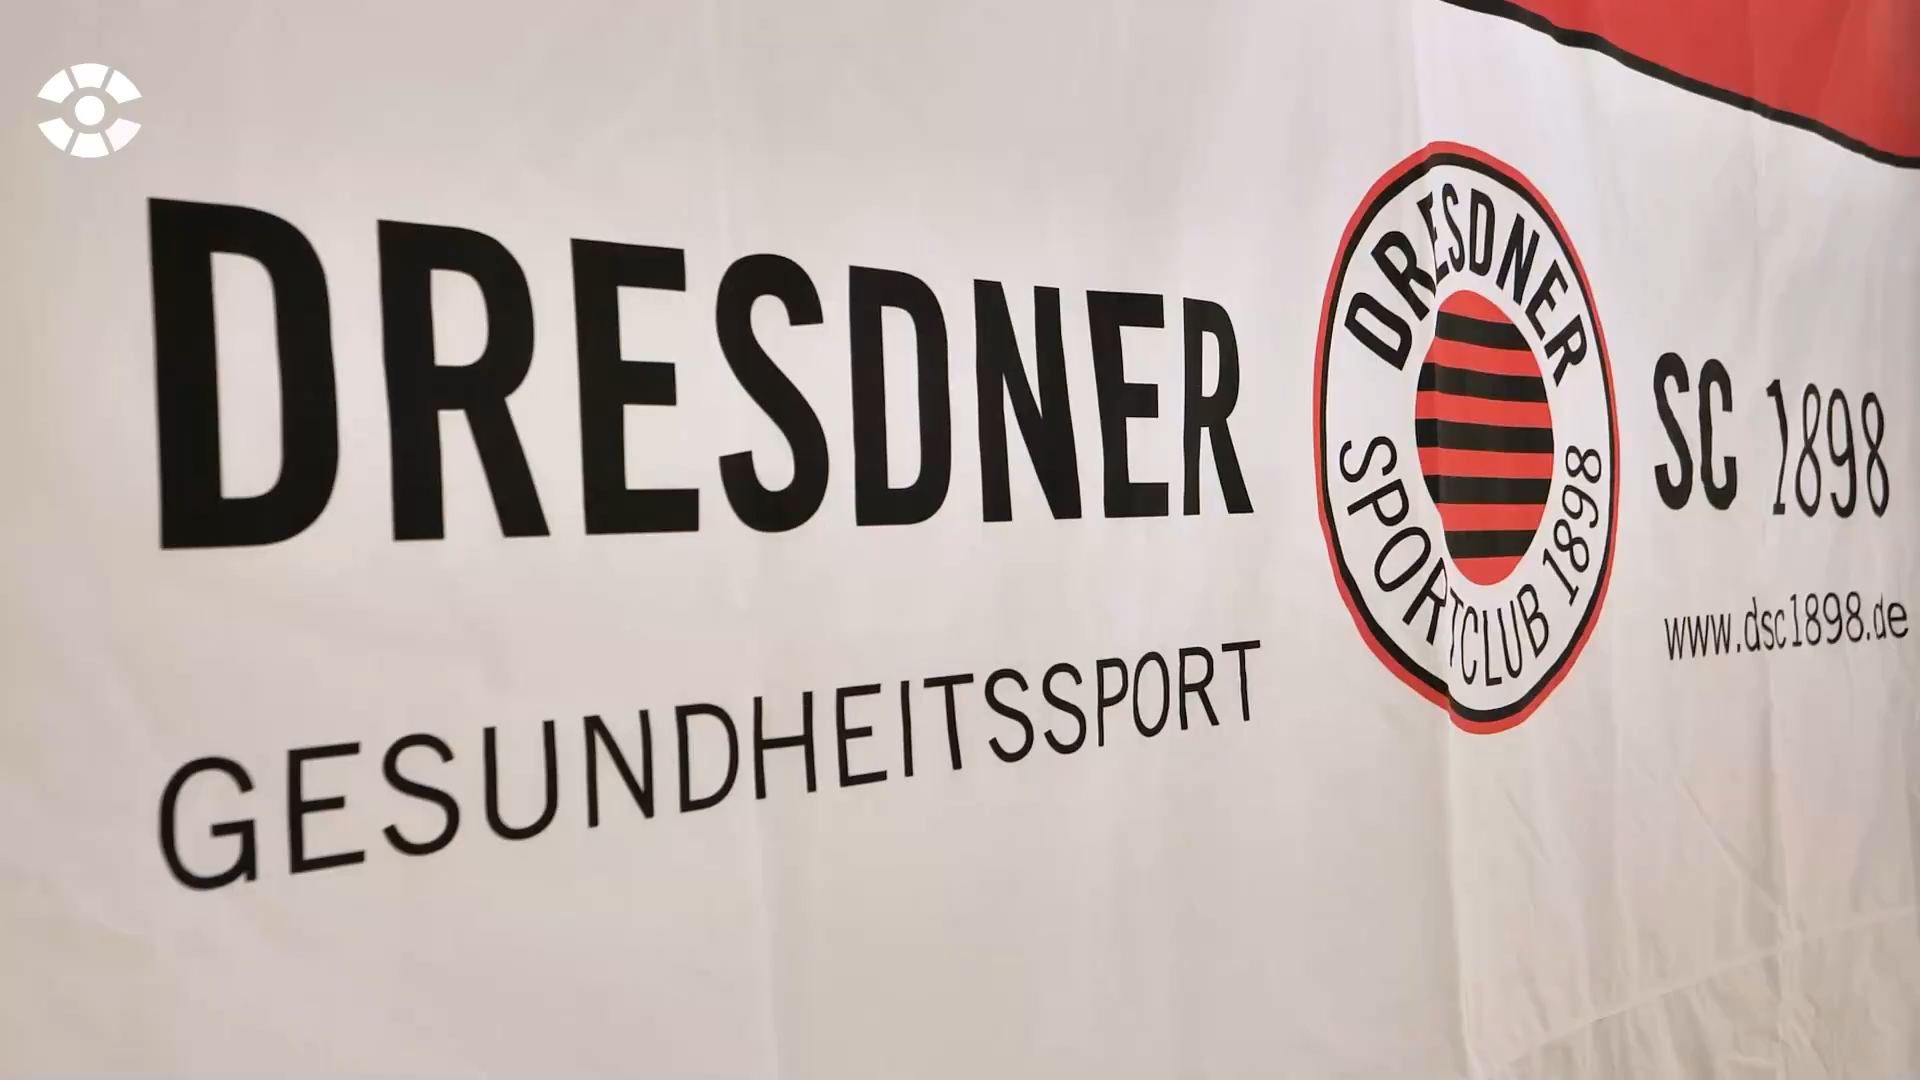 DRESDNER SC 1898
GESUNDHEITSSPORT
DRESDNER
SPORTCLUB 1898
www.dsc1898.de